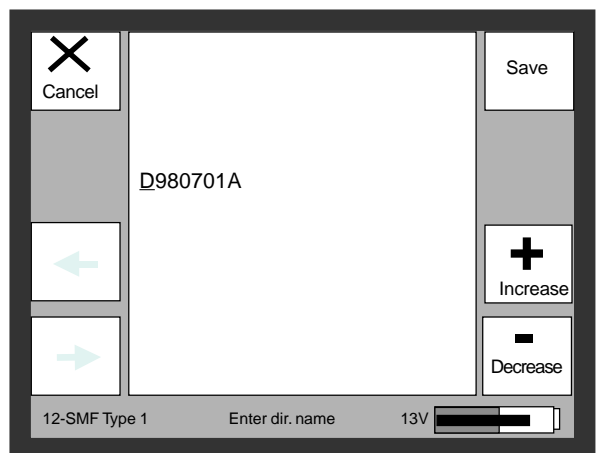 Cancel
Save
D980701A
Increase
Decrease
12-SMF Type 1 Enter dir. name 13V